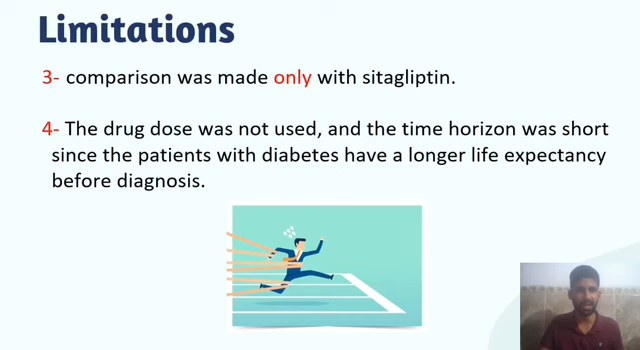 Limitations
3- comparison was made only with sitagliptin.
4- The drug dose was not used, and the time horizon was short
since the patients with diabetes have a longer life expectancy
before diagnosis.